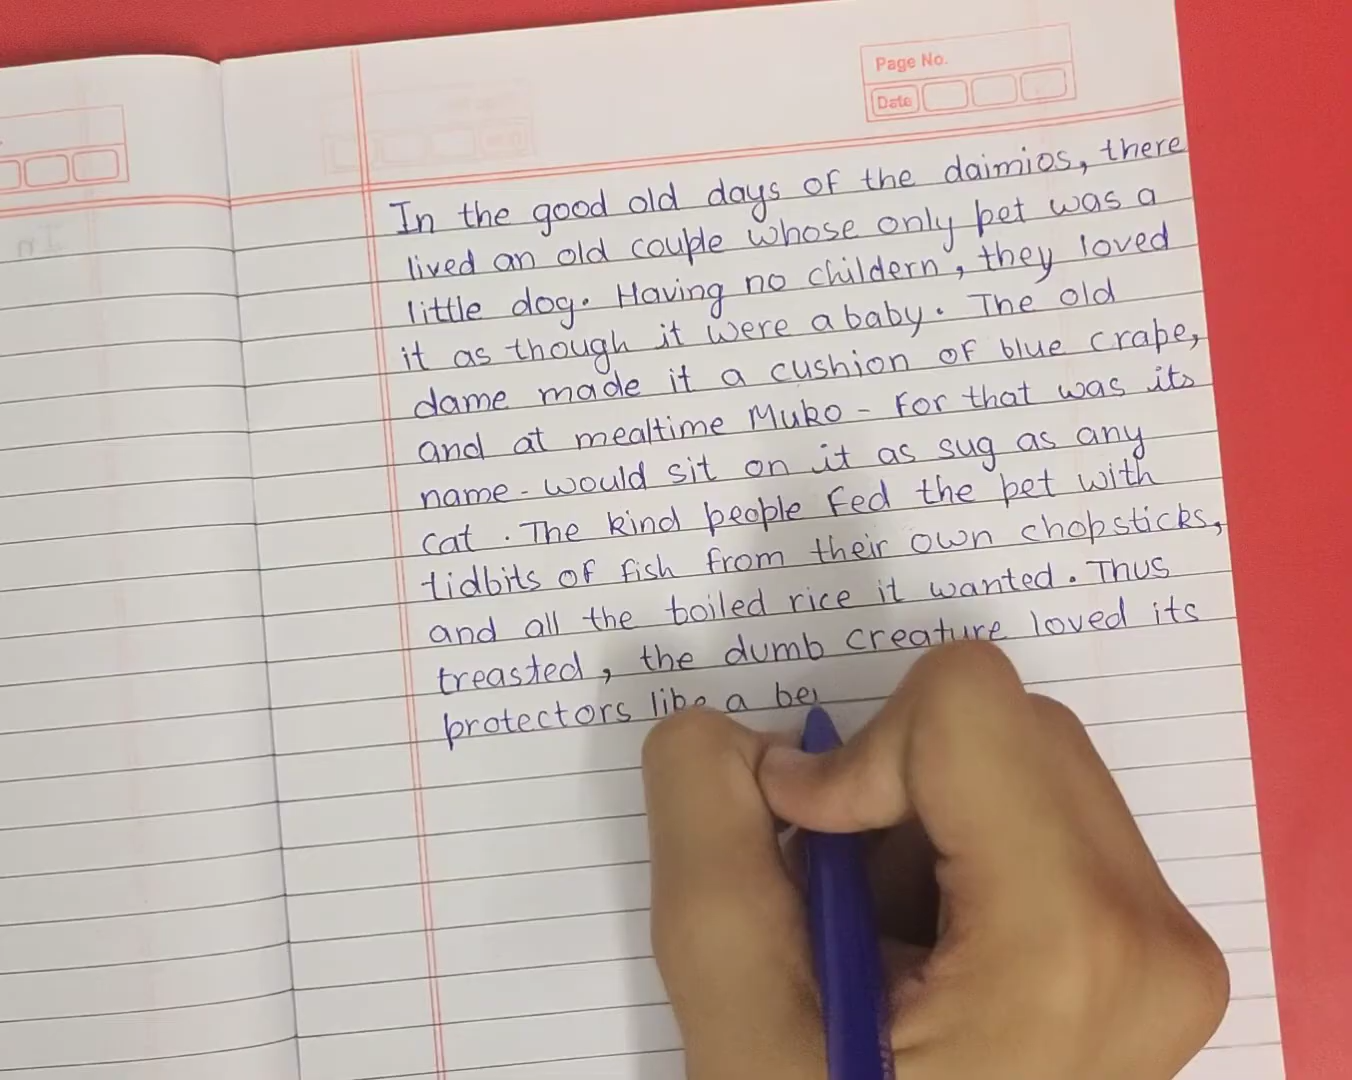 Page No.
Date
In the good old days of the daimios, there
lived an old couple whose only pet was a
little dog. Having no childern, they loved
it as though it were a baby. The old
dame made it a cushion of blue crape,
and at mealtime Muko - for that was its
name - would sit on it as sug as any
cat. The kind people fed the pet with
tidbits of fish from their own chopsticks,
and all the boiled rice it wanted. Thus
treasted, the dumb creature loved its
protectors like a be